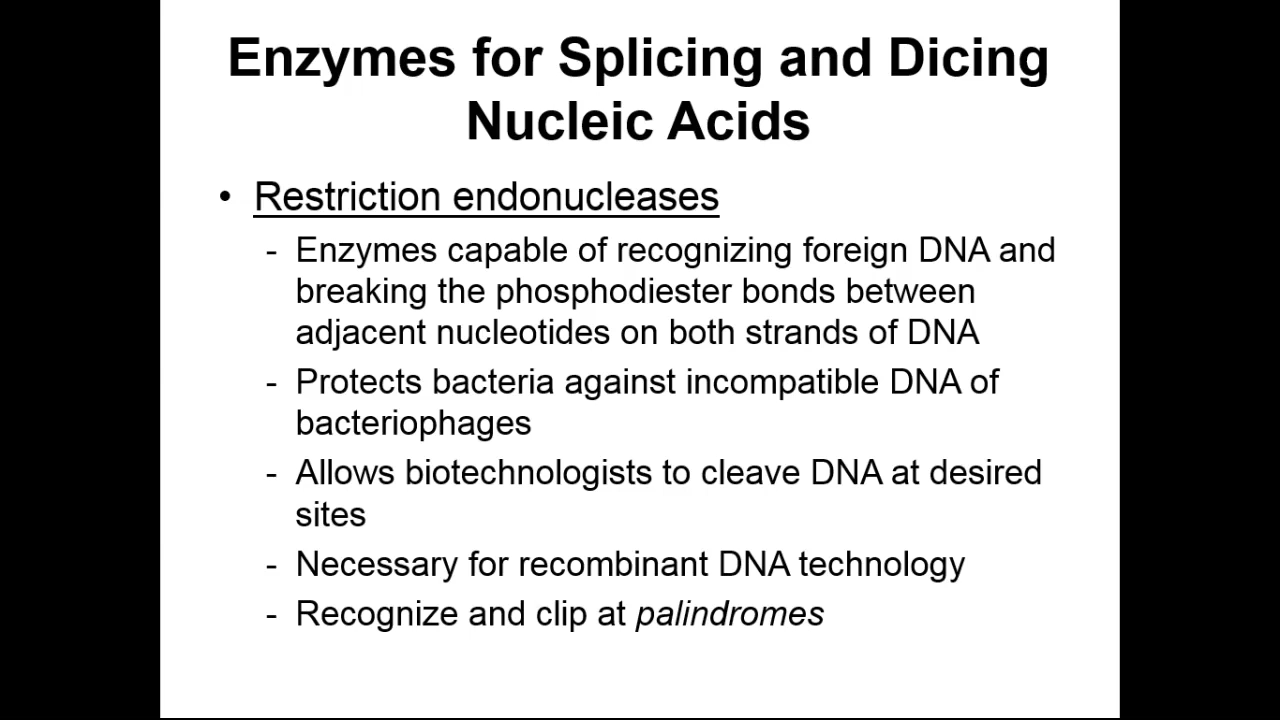 Enzymes for Splicing and Dicing
Nucleic Acids
• Restriction endonucleases
- Enzymes capable of recognizing foreign DNA and
breaking the phosphodiester bonds between
adjacent nucleotides on both strands of DNA
- Protects bacteria against incompatible DNA of
bacteriophages
- Allows biotechnologists to cleave DNA at desired
sites
- Necessary for recombinant DNA technology
- Recognize and clip at palindromes